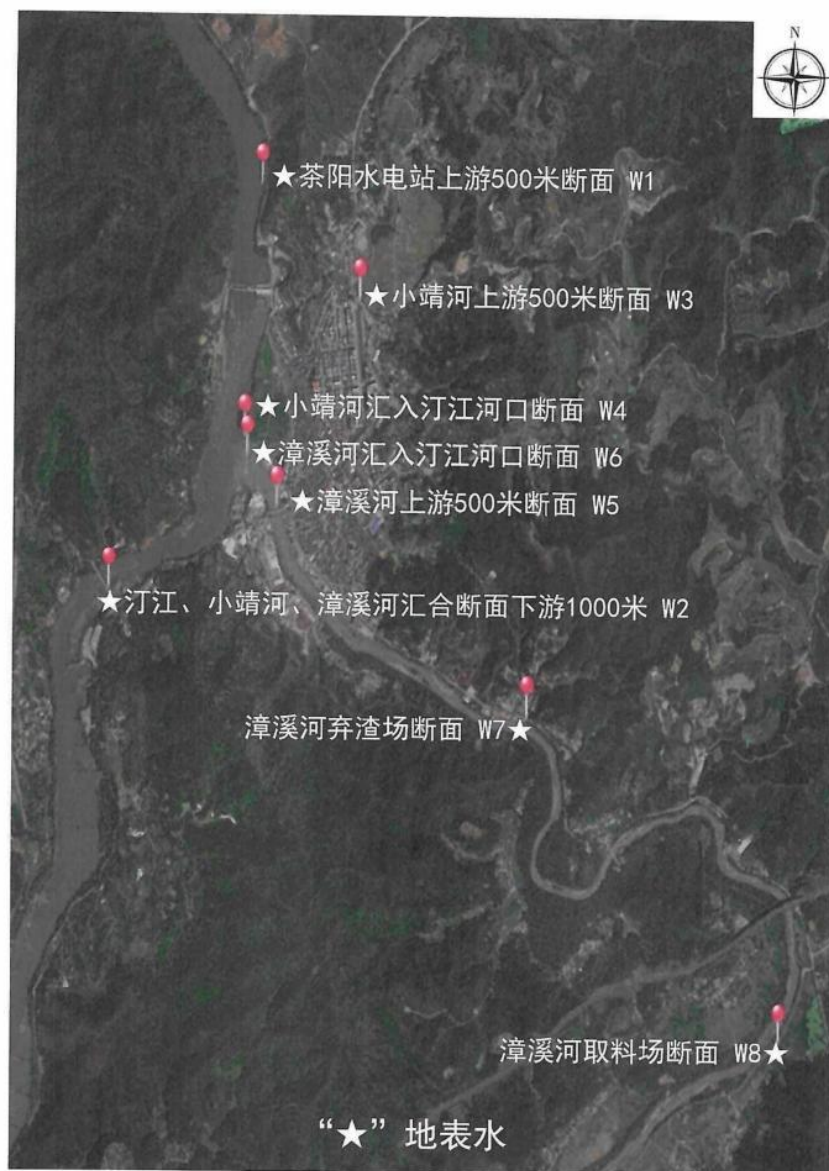 N
★茶阳水电站上游500米断面 W1
★小靖河上游500米断面 W3
★小靖河汇入汀江河口断面 W4
★漳溪河汇入汀江河口断面 W6
★漳溪河上游500米断面 W5
★汀江、小靖河、漳溪河汇合断面下游1000米 W2
漳溪河弃渣场断面 W7★
漳溪河取料场断面 W8★
“★”地表水